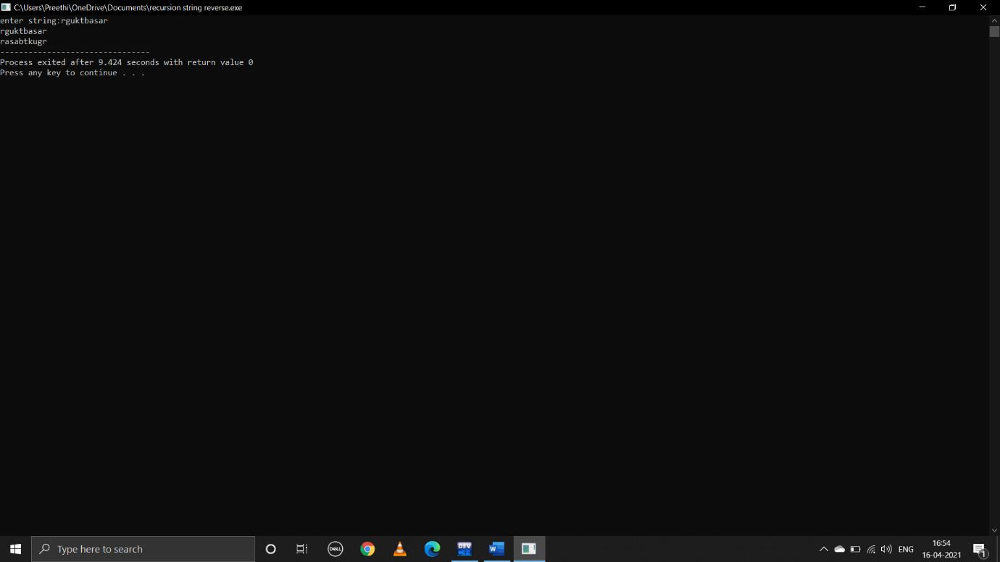 C:\Users\Preethi\OneDrive\Documents\recursion string reverse.exe
enter string:rguktbasar
rguktbasar
rasabtkugr
--------------------------------
Process exited after 9.424 seconds with return value 0
Press any key to continue . . .
Type here to search
DELL
DEV
C++
W
ENG
16:54
16-04-2021
1